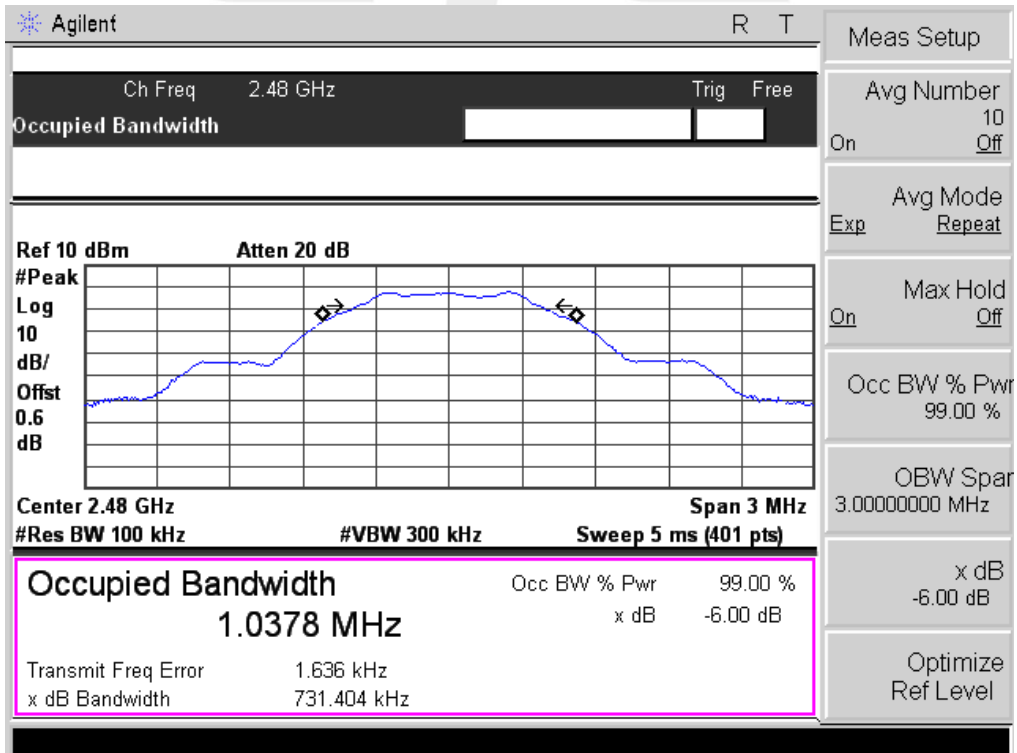 Agilent R T
Ch Freq 2.48 GHz Trig Free
Occupied Bandwidth
Ref 10 dBm Atten 20 dB
#Peak
Log
10
dB/
Offst
0.6
dB
Center 2.48 GHz Span 3 MHz
#Res BW 100 kHz #VBW 300 kHz Sweep 5 ms (401 pts)
Occupied Bandwidth Occ BW % Pwr 99.00 %
1.0378 MHz x dB -6.00 dB
Transmit Freq Error 1.636 kHz
x dB Bandwidth 731.404 kHz
Meas Setup
Avg Number
10
On Off
Avg Mode
Exp Repeat
Max Hold
On Off
Occ BW % Pwr
99.00 %
OBW Span
3.00000000 MHz
x dB
-6.00 dB
Optimize
Ref Level